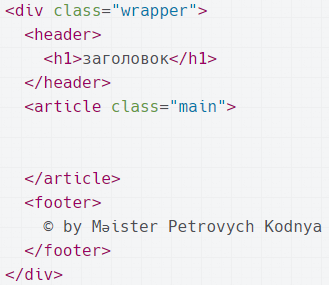 <div class="wrapper">
<header>
<h1>заголовок</h1>
</header>
<article class="main">
</article>
<footer>
© by Məister Petrovych Kodnya
</footer>
</div>